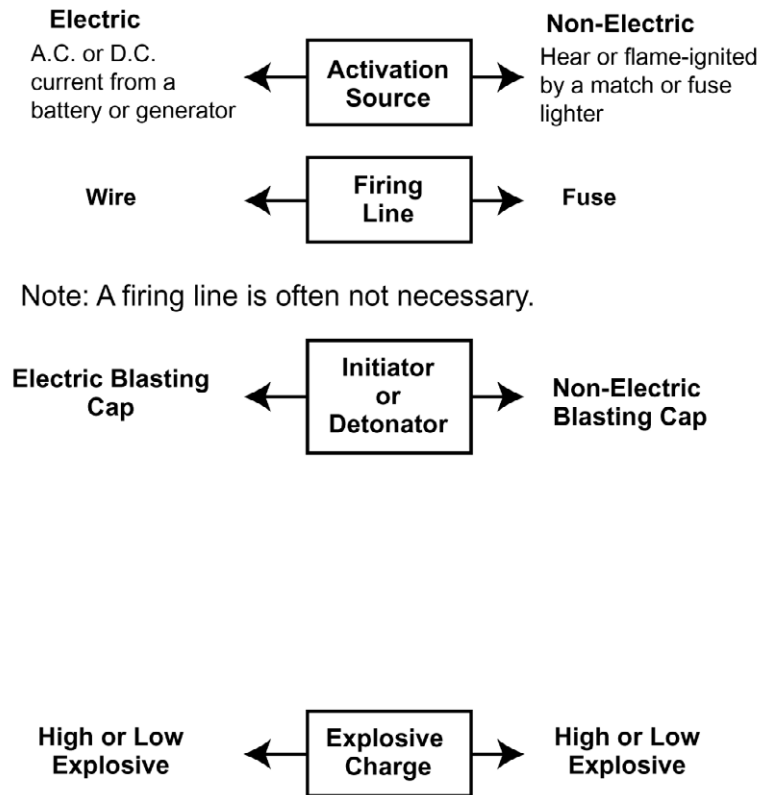 Electric
A.C. or D.C.
current from a
battery or generator
Activation
Source
Non-Electric
Hear or flame-ignited
by a match or fuse
lighter
Wire
Firing
Line
Fuse
Note: A firing line is often not necessary.
Electric Blasting
Cap
Initiator
or
Detonator
Non-Electric
Blasting Cap
High or Low
Explosive
Explosive
Charge
High or Low
Explosive